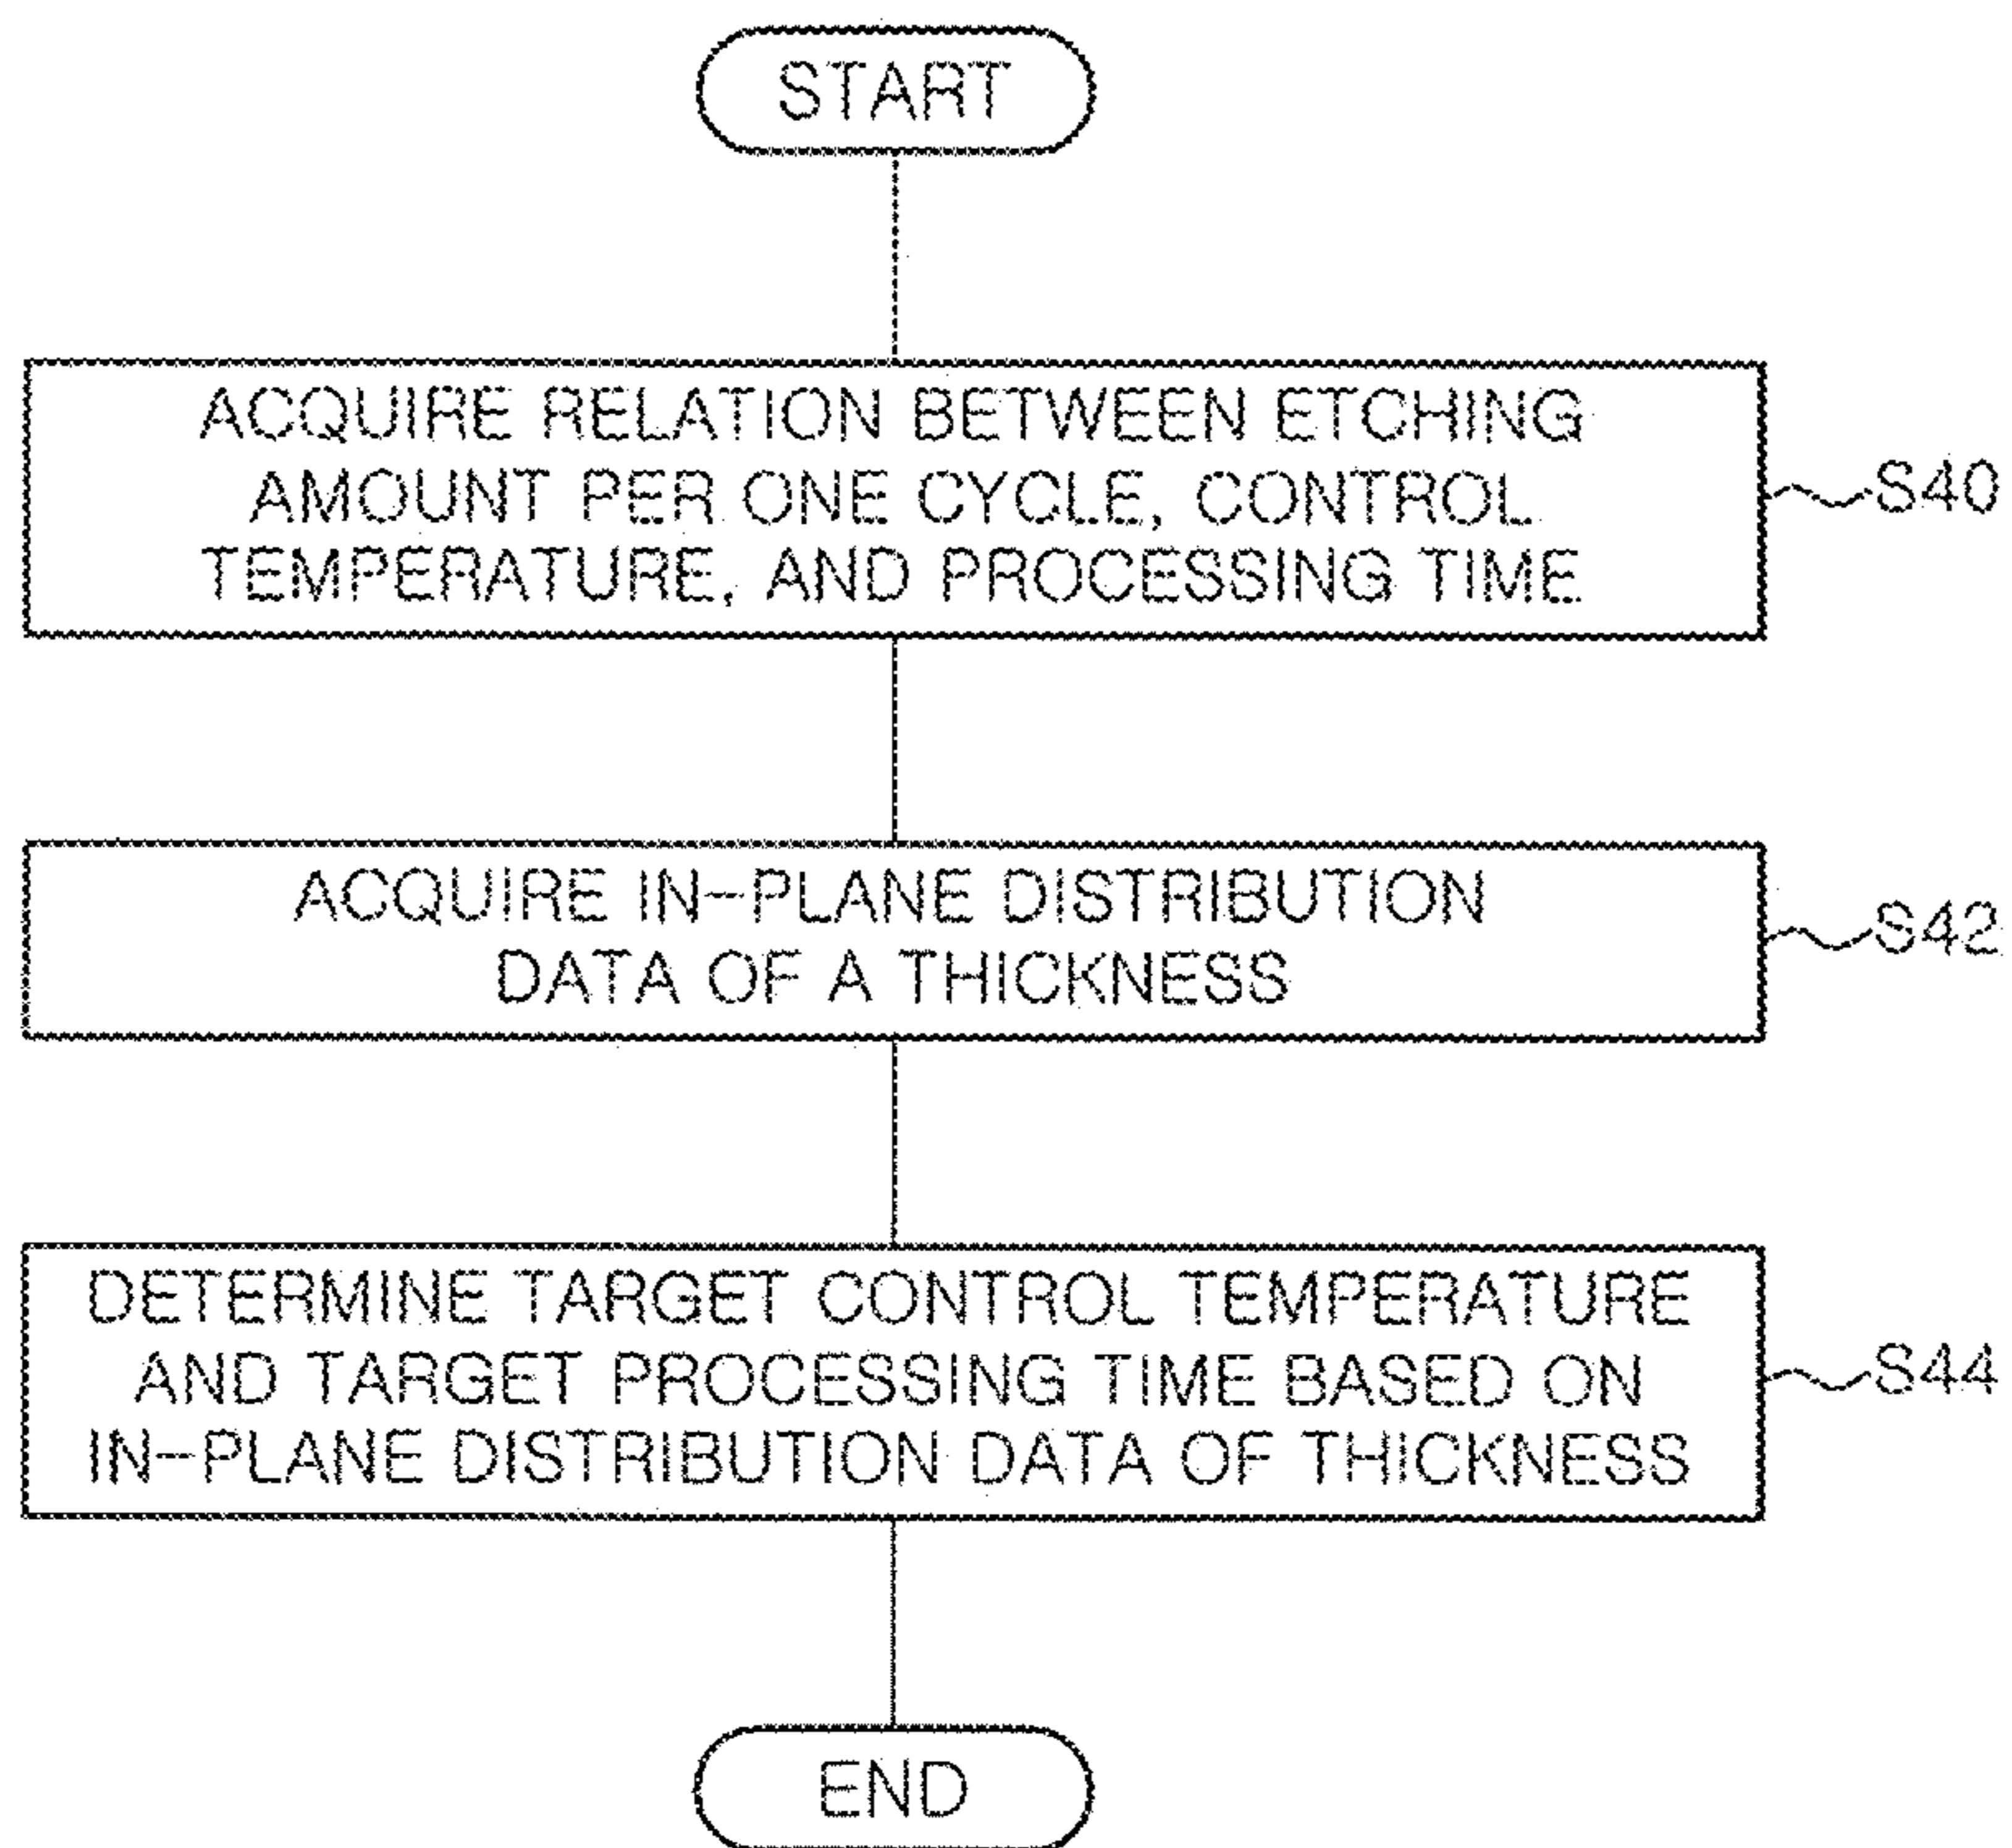 START
ACQUIRE RELATION BETWEEN ETCHING
AMOUNT PER ONE CYCLE, CONTROL
TEMPERATURE, AND PROCESSING TIME
S40
ACQUIRE IN-PLANE DISTRIBUTION
DATA OF A THICKNESS
S42
DETERMINE TARGET CONTROL TEMPERATURE
AND TARGET PROCESSING TIME BASED ON
IN-PLANE DISTRIBUTION DATA OF THICKNESS
S44
END